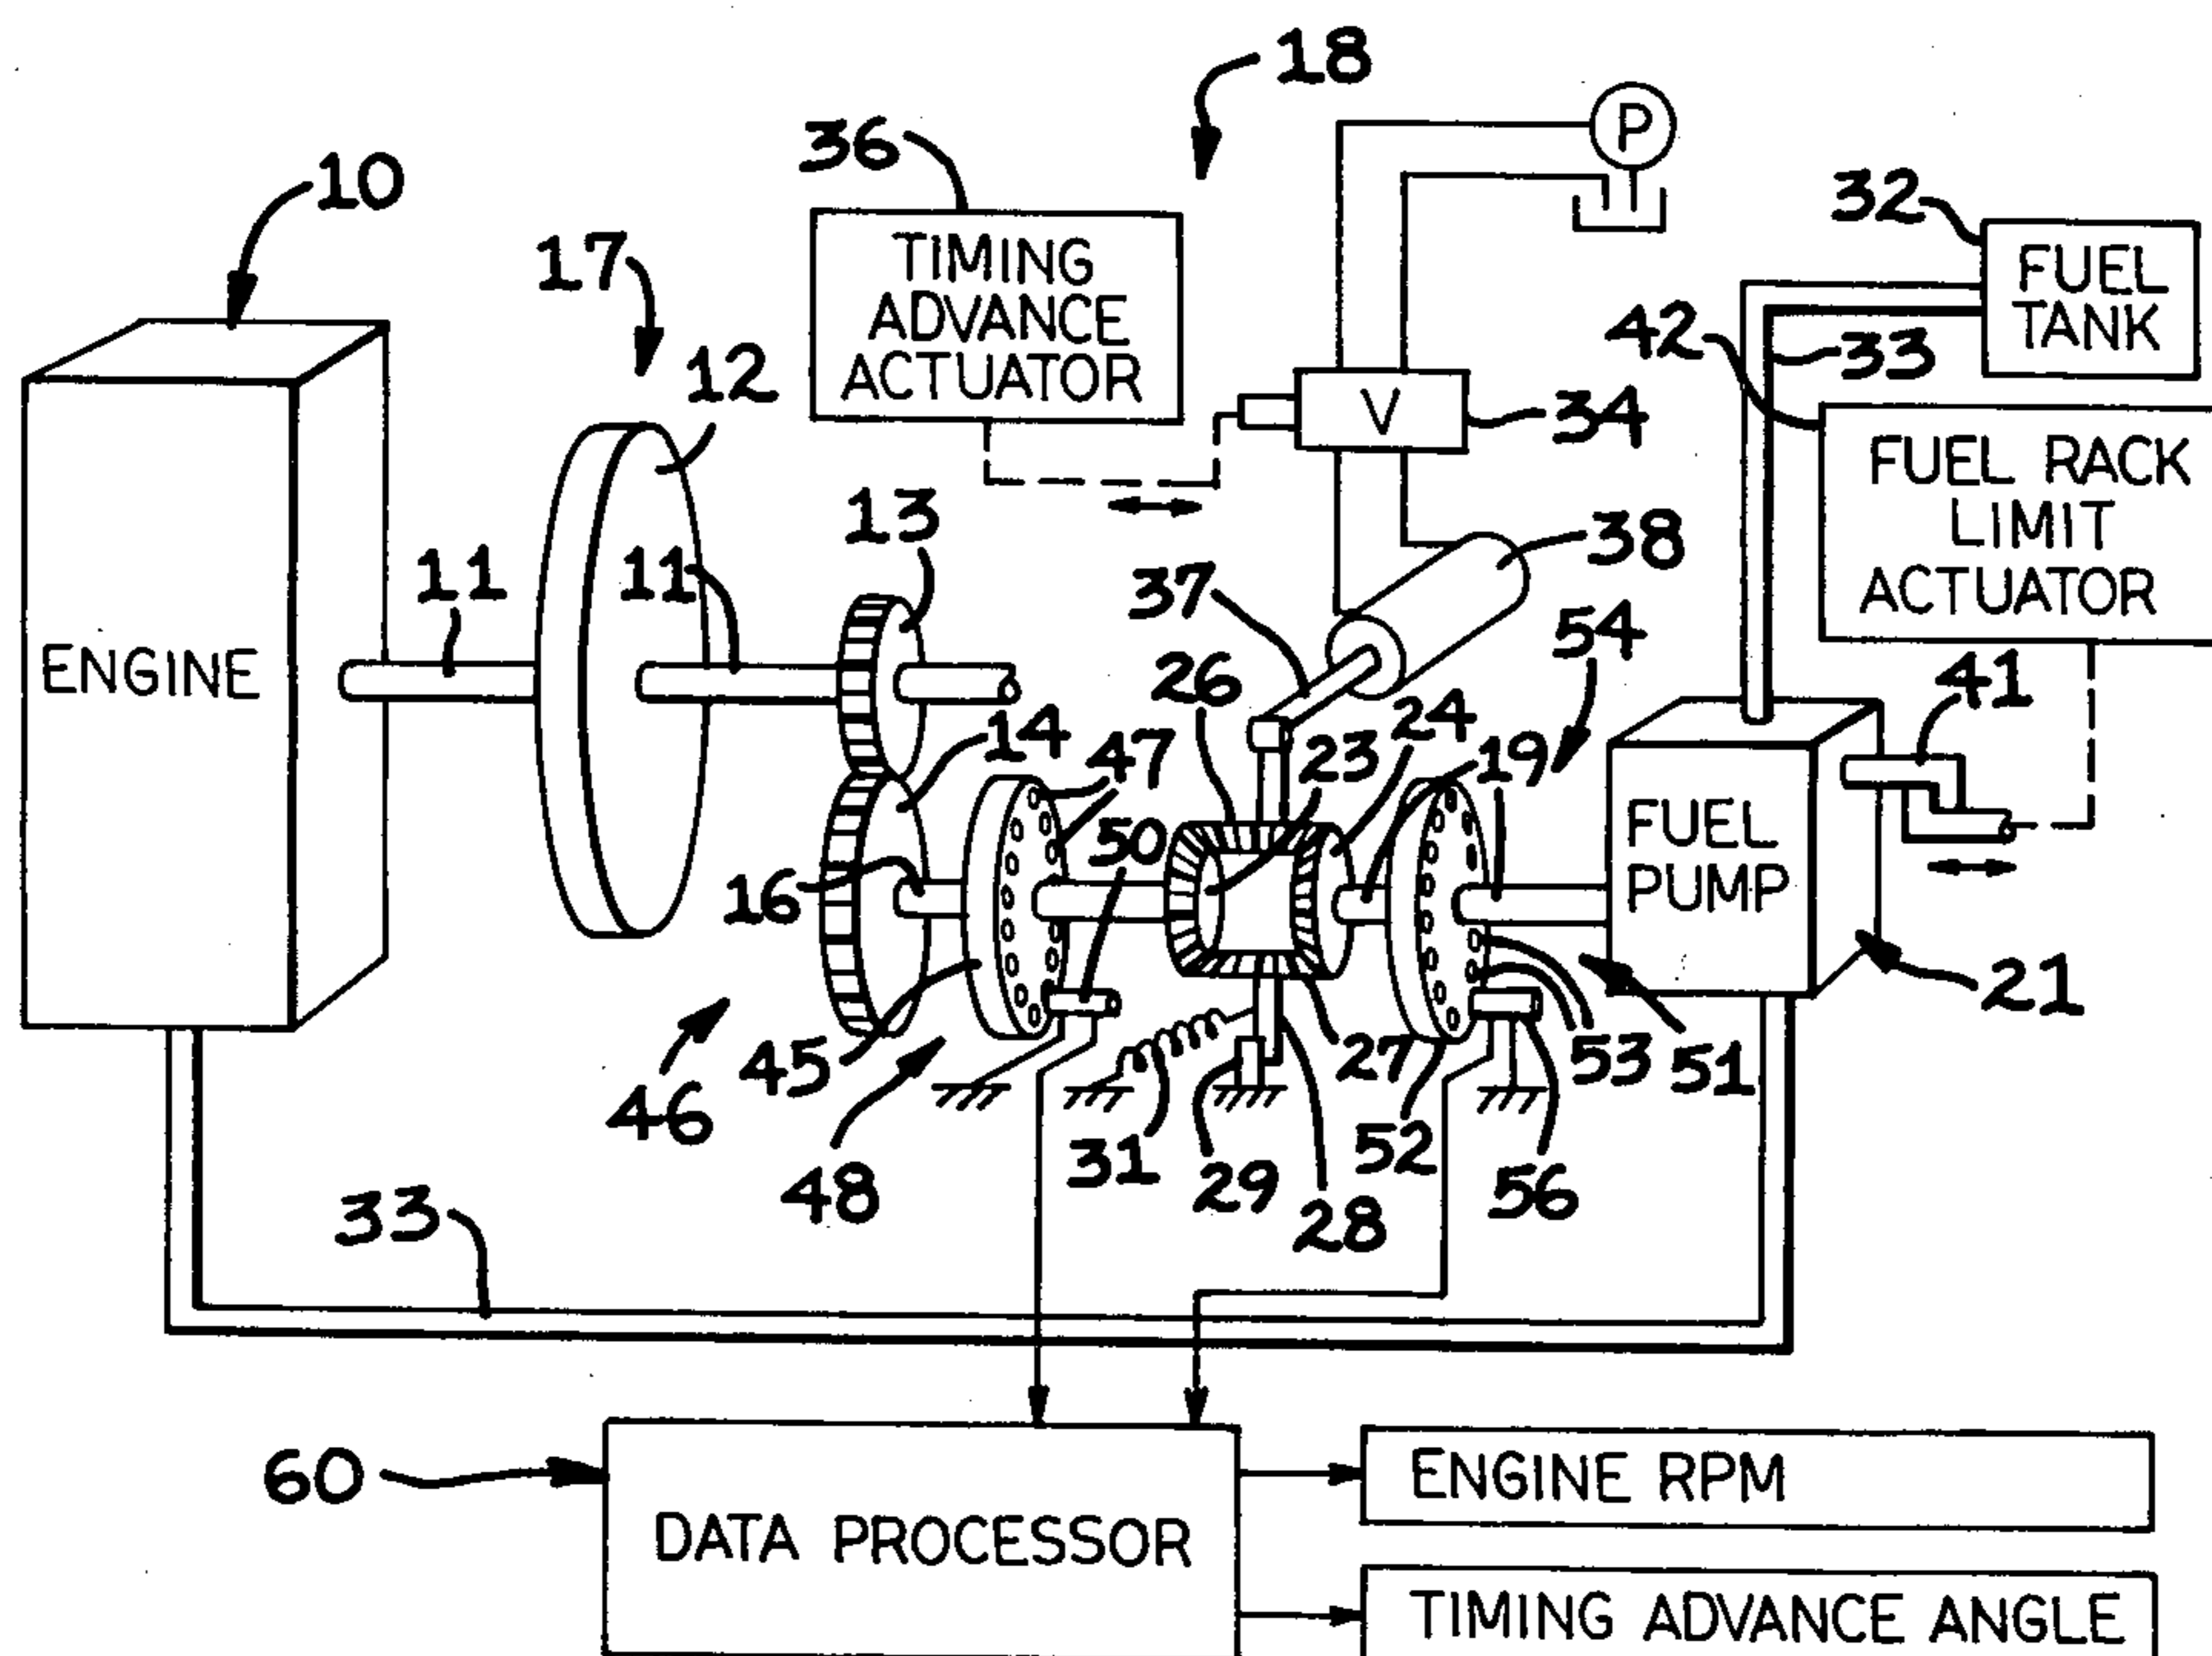 18
P
36
10
32
17
TIMING
ADVANCE
ACTUATOR
FUEL
TANK
42
33
12
V
34
FUEL RACK
LIMIT
ACTUATOR
13
38
11
11
37
54
ENGINE
26
24
41
14
47
23
19
50
FUEL
PUMP
16
21
45
27
53
51
46
48
31
29
28
52
56
33
60
DATA PROCESSOR
ENGINE RPM
TIMING ADVANCE ANGLE